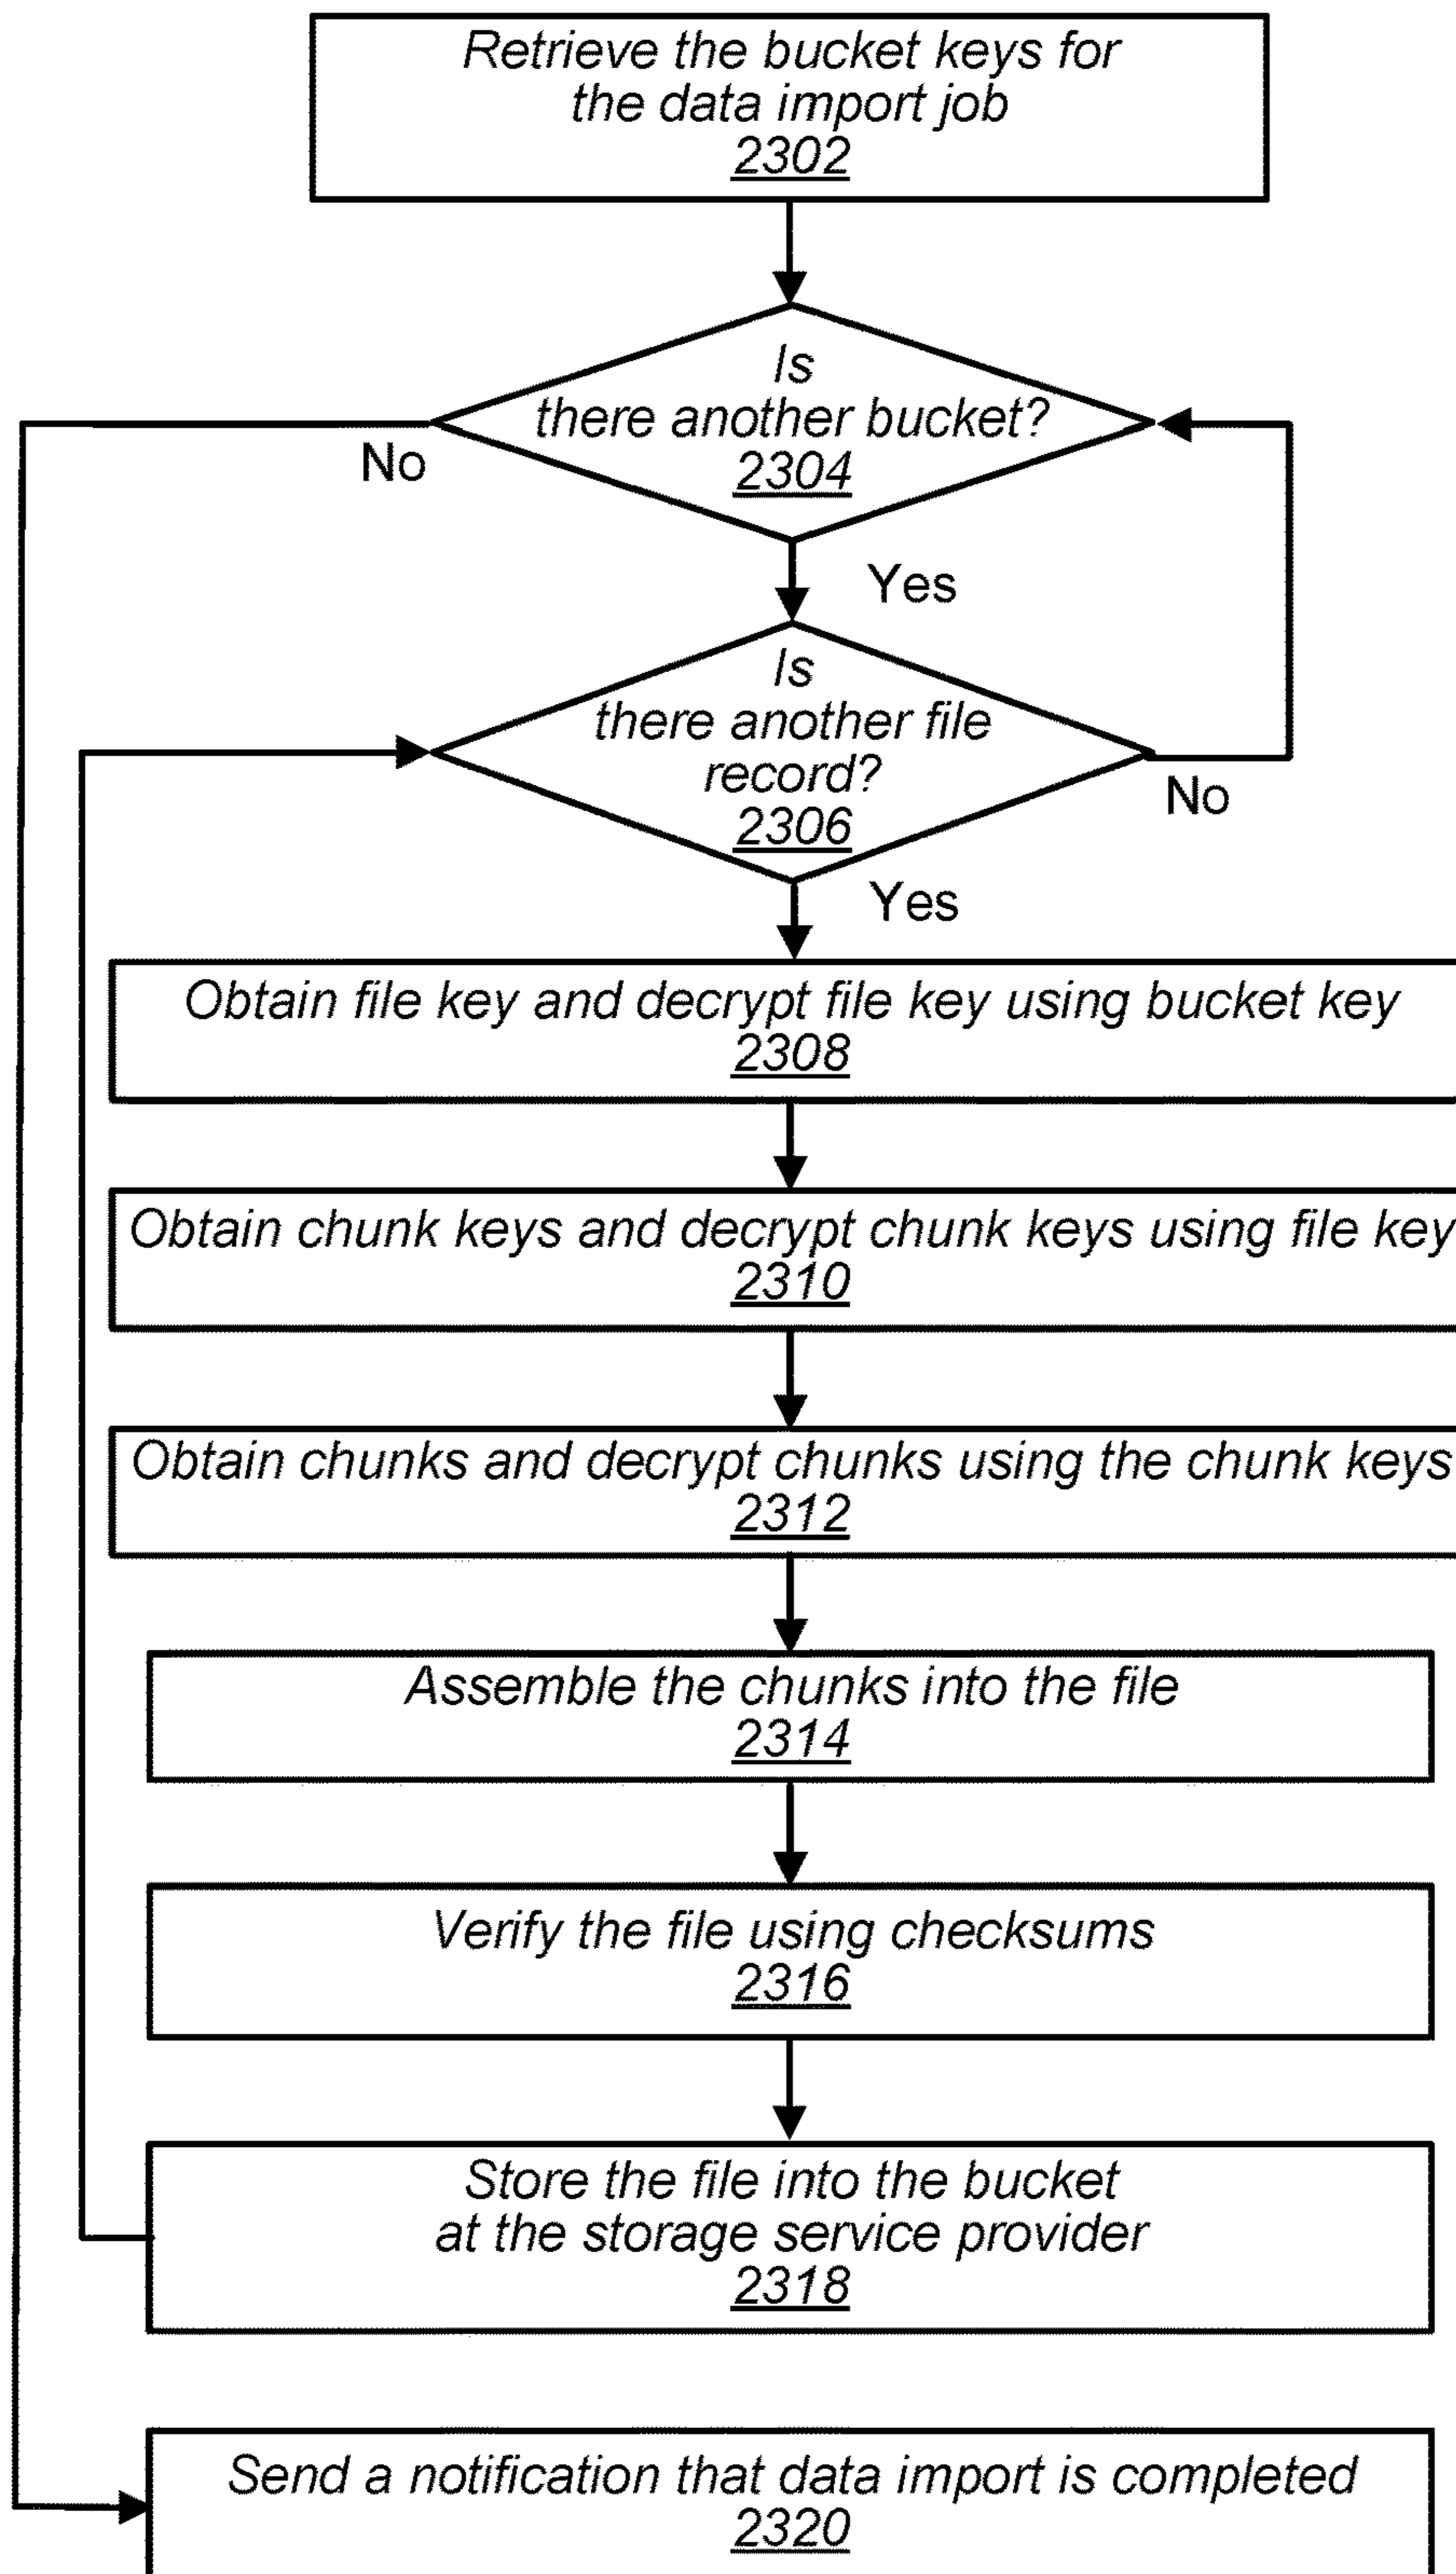 Retrieve the bucket keys for
the data import job
2302
Is
there another bucket?
2304
No
Yes
Is
there another file
record?
2306
No
Yes
Obtain file key and decrypt file key using bucket key
2308
Obtain chunk keys and decrypt chunk keys using file key
2310
Obtain chunks and decrypt chunks using the chunk keys
2312
Assemble the chunks into the file
2314
Verify the file using checksums
2316
Store the file into the bucket
at the storage service provider
2318
Send a notification that data import is completed
2320